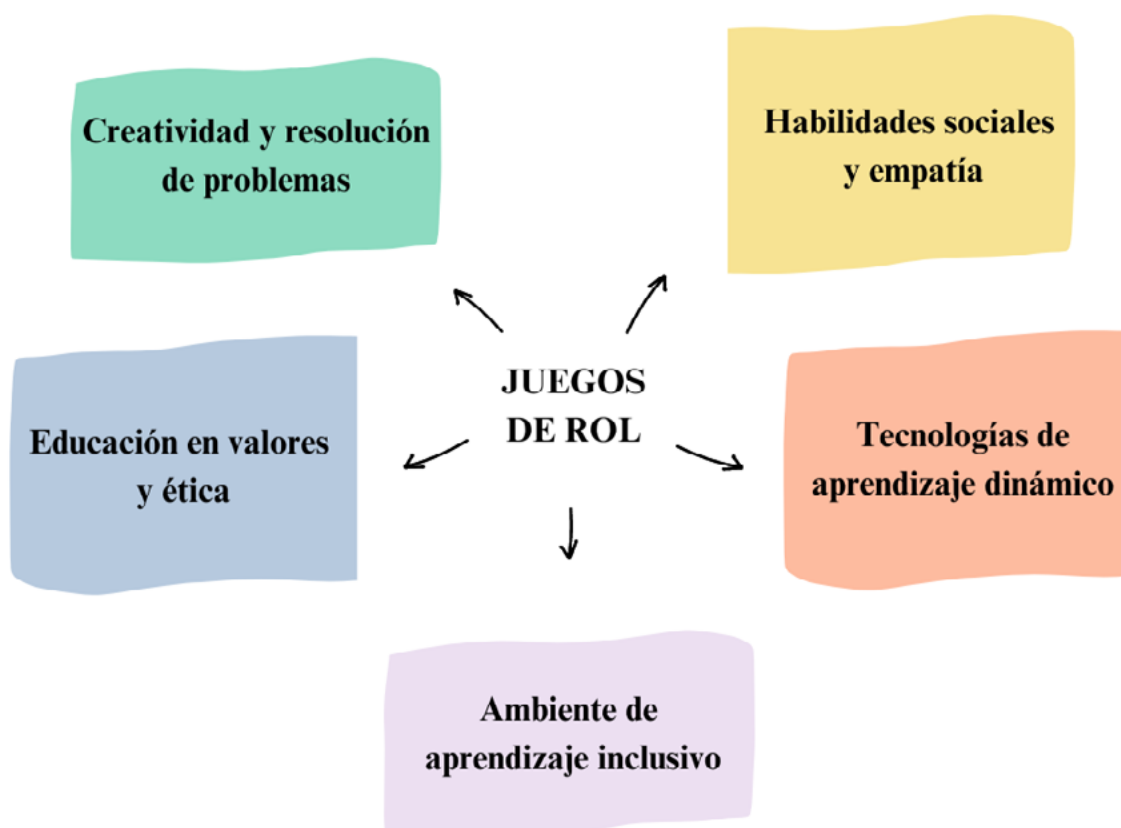 Creatividad y resolución
de problemas
Habilidades sociales
y empatía
JUEGOS
DE ROL
Educación en valores
y ética
Tecnologías de
aprendizaje dinámico
Ambiente de
aprendizaje inclusivo